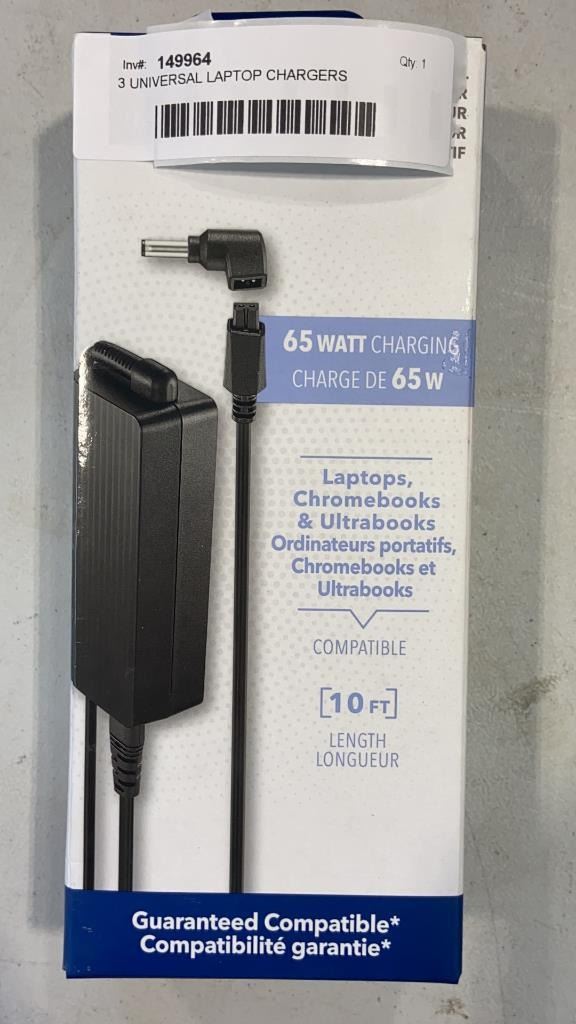 Inv#: 149964
Qty: 1
3 UNIVERSAL LAPTOP CHARGERS
65 WATT CHARGING
CHARGE DE 65 W
Laptops,
Chromebooks
& Ultrabooks
Ordinateurs portatifs,
Chromebooks et
Ultrabooks
COMPATIBLE
[10 FT]
LENGTH
LONGUEUR
Guaranteed Compatible*
Compatibilité garantie*